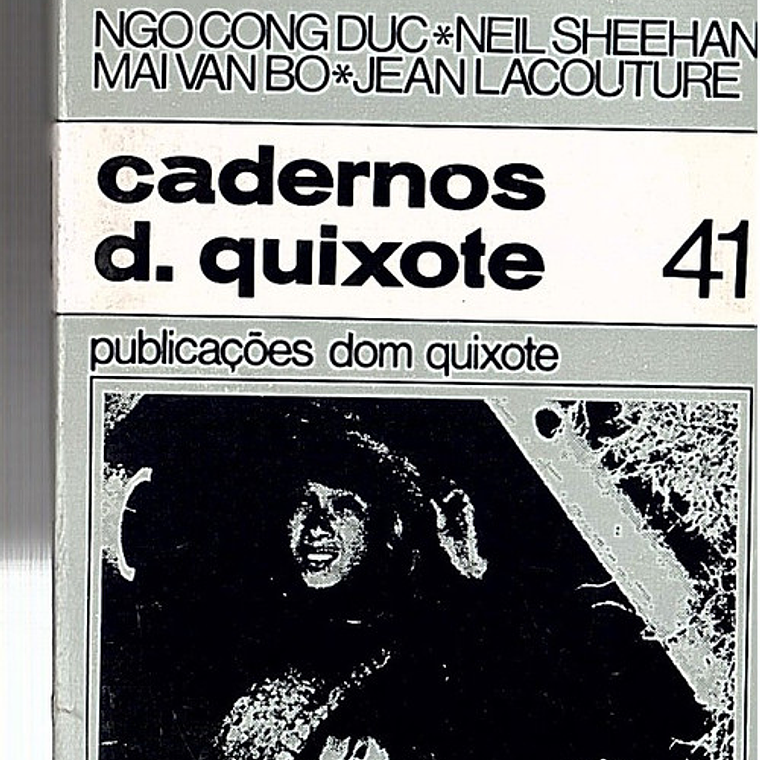 NGO CONG DUC*NEIL SHEEHAN
MAI VAN BO*JEAN LACOUTURE
cadernos
d. quixote 41
publicações dom quixote